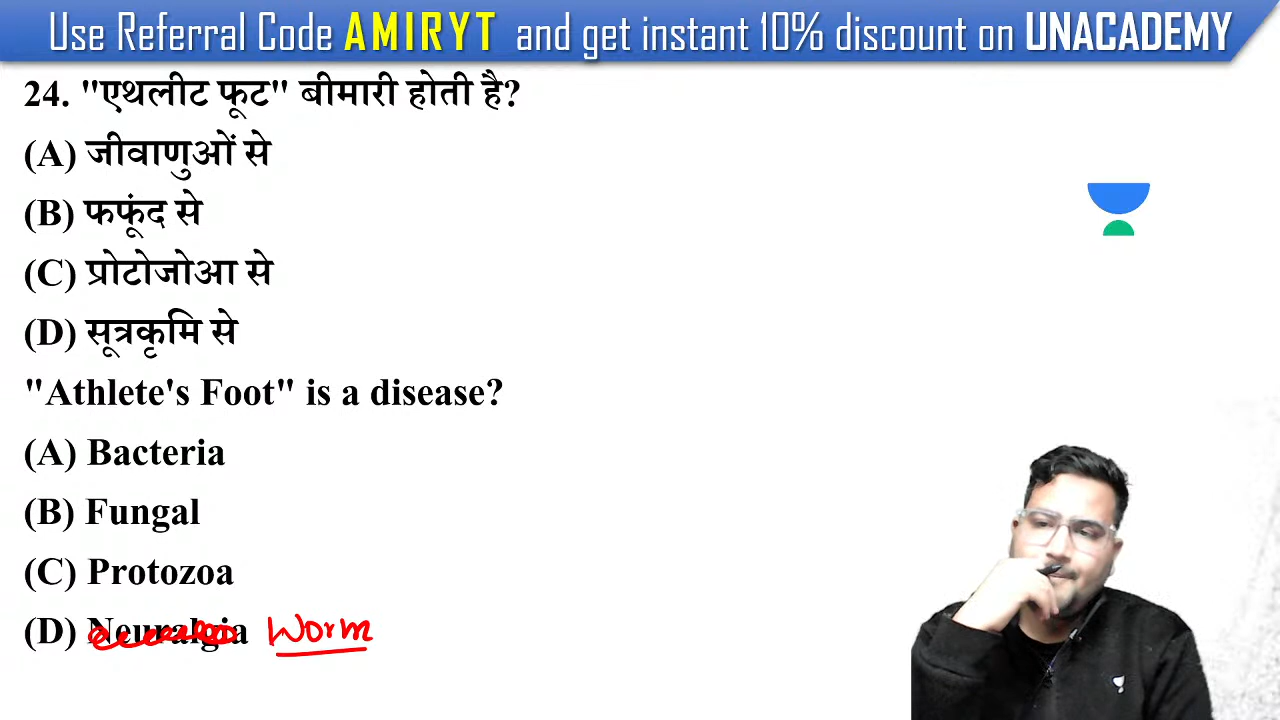 Use Referral Code AMIRYT and get instant 10% discount on UNACADEMY
24. "एथलीट फूट" बीमारी होती है?
(A) जीवाणुओं से
(B) फफूंद से
(C) प्रोटोजोआ से
(D) सूत्रकृमि से
"Athlete's Foot" is a disease?
(A) Bacteria
(B) Fungal
(C) Protozoa
(D) Neuralgia Worm